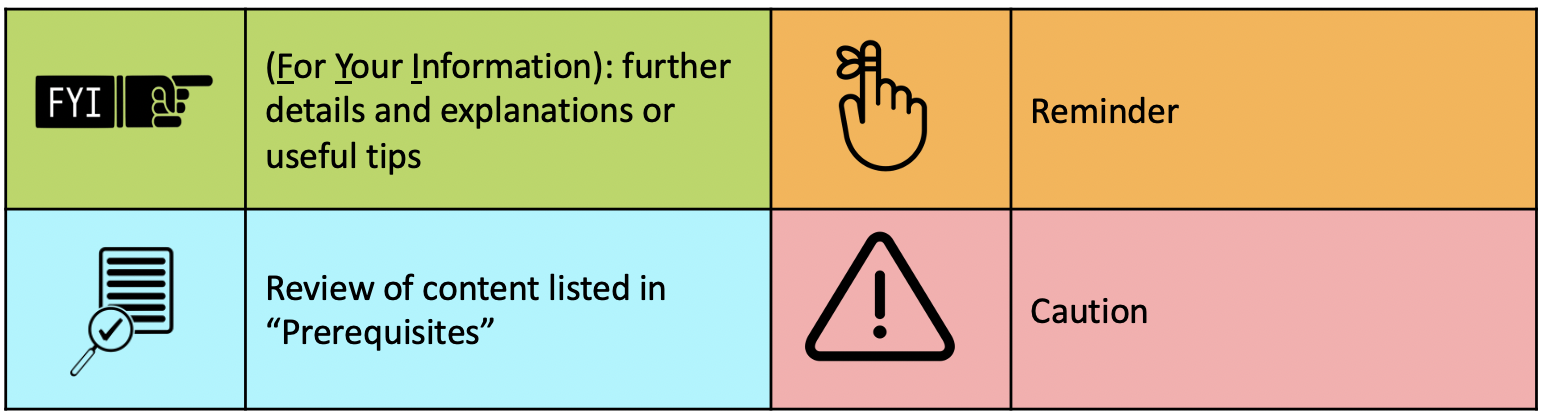 FYI
(For Your Information): further
details and explanations or
useful tips
Reminder
Review of content listed in
“Prerequisites”
Caution